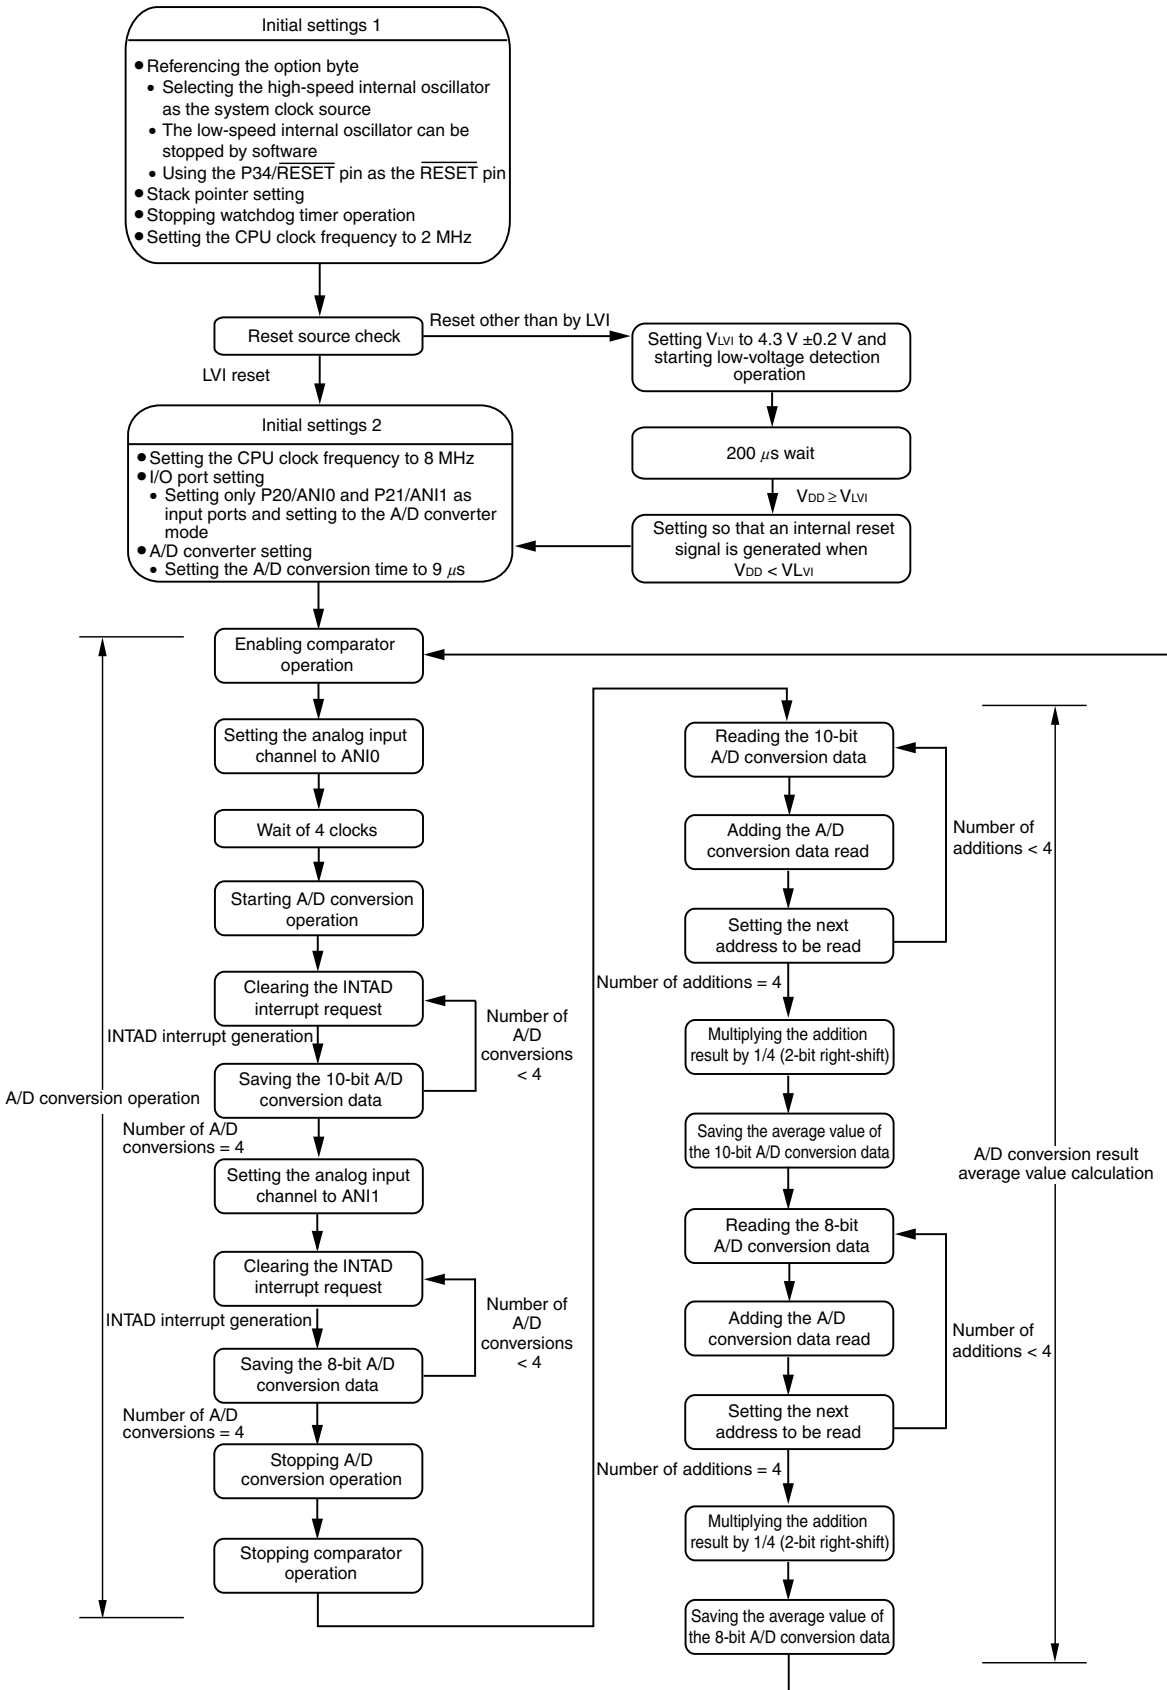 Initial settings 1
● Referencing the option byte
• Selecting the high-speed internal oscillator
as the system clock source
• The low-speed internal oscillator can be
stopped by software
• Using the P34/RESET pin as the RESET pin
● Stack pointer setting
● Stopping watchdog timer operation
● Setting the CPU clock frequency to 2 MHz
Reset source check
Reset other than by LVI
LVI reset
Setting VLVI to 4.3 V ±0.2 V and
starting low-voltage detection
operation
200 μs wait
VDD ≥ VLVI
Setting so that an internal reset
signal is generated when
VDD < VLVI
Initial settings 2
● Setting the CPU clock frequency to 8 MHz
● I/O port setting
• Setting only P20/ANI0 and P21/ANI1 as
input ports and setting to the A/D converter
mode
● A/D converter setting
• Setting the A/D conversion time to 9 μs
Enabling comparator
operation
Setting the analog input
channel to ANI0
Wait of 4 clocks
Starting A/D conversion
operation
Clearing the INTAD
interrupt request
INTAD interrupt generation
Number of
A/D
conversions
< 4
Saving the 10-bit A/D
conversion data
A/D conversion operation
Number of A/D
conversions = 4
Setting the analog input
channel to ANI1
Clearing the INTAD
interrupt request
INTAD interrupt generation
Number of
A/D
conversions
< 4
Saving the 8-bit A/D
conversion data
Number of A/D
conversions = 4
Stopping A/D
conversion operation
Stopping comparator
operation
Reading the 10-bit
A/D conversion data
Adding the A/D
conversion data read
Number of
additions < 4
Setting the next
address to be read
Number of additions = 4
Multiplying the addition
result by 1/4 (2-bit right-shift)
Saving the average value of
the 10-bit A/D conversion data
A/D conversion result
average value calculation
Reading the 8-bit
A/D conversion data
Adding the A/D
conversion data read
Number of
additions < 4
Setting the next
address to be read
Number of additions = 4
Multiplying the addition
result by 1/4 (2-bit right-shift)
Saving the average value of
the 8-bit A/D conversion data